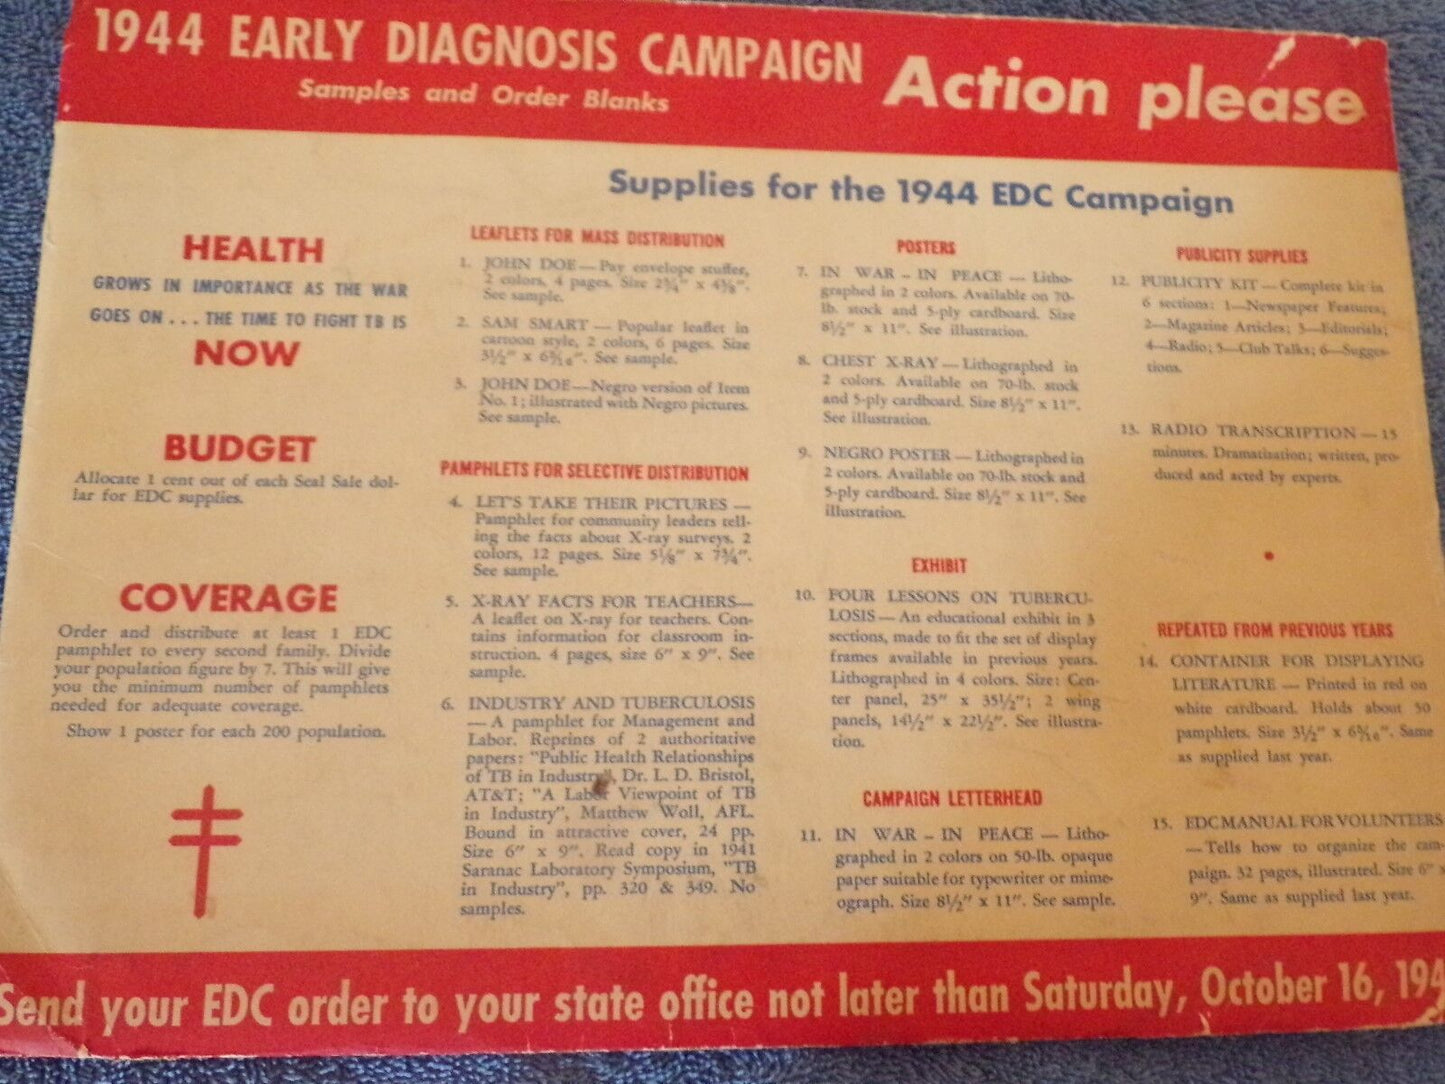 1944 EARLY DIAGNOSIS CAMPAIGN
Samples and Order Blanks
Action please
Supplies for the 1944 EDC Campaign
HEALTH
GROWS IN IMPORTANCE AS THE WAR
GOES ON . . . THE TIME TO FIGHT TB IS
NOW
BUDGET
Allocate 1 cent out of each Seal Sale dol-
lar for EDC supplies.
COVERAGE
Order and distribute at least 1 EDC
pamphlet to every second family. Divide
your population figure by 7. This will give
you the minimum number of pamphlets
needed for adequate coverage.
Show 1 poster for each 200 population.
LEAFLETS FOR MASS DISTRIBUTION
1. JOHN DOE — Pay envelope stuffer,
2 colors, 4 pages. Size 2¾" x 4⅜".
See sample.
2. SAM SMART — Popular leaflet in
cartoon style, 2 colors, 6 pages. Size
3½" x 6⁵⁄₁₆". See sample.
3. JOHN DOE—Negro version of Item
No. 1; illustrated with Negro pictures.
See sample.
PAMPHLETS FOR SELECTIVE DISTRIBUTION
4. LET'S TAKE THEIR PICTURES —
Pamphlet for community leaders tell-
ing the facts about X-ray surveys. 2
colors, 12 pages. Size 5⅛" x 7¾".
See sample.
5. X-RAY FACTS FOR TEACHERS—
A leaflet on X-ray for teachers. Con-
tains information for classroom in-
struction. 4 pages, size 6" x 9". See
sample.
6. INDUSTRY AND TUBERCULOSIS
— A pamphlet for Management and
Labor. Reprints of 2 authoritative
papers: "Public Health Relationships
of TB in Industry", Dr. L. D. Bristol,
AT&T; "A Labor Viewpoint of TB
in Industry", Matthew Woll, AFL.
Bound in attractive cover, 24 pp.
Size 6" x 9". Read copy in 1941
Saranac Laboratory Symposium, "TB
in Industry", pp. 320 & 349. No
samples.
POSTERS
7. IN WAR – IN PEACE — Litho-
graphed in 2 colors. Available on 70-
lb. stock and 5-ply cardboard. Size
8½" x 11". See illustration.
8. CHEST X-RAY — Lithographed in
2 colors. Available on 70-lb. stock
and 5-ply cardboard. Size 8½" x 11".
See illustration.
9. NEGRO POSTER — Lithographed in
2 colors. Available on 70-lb. stock and
5-ply cardboard. Size 8½" x 11". See
illustration.
EXHIBIT
10. FOUR LESSONS ON TUBERCU-
LOSIS — An educational exhibit in 3
sections, made to fit the set of display
frames available in previous years.
Lithographed in 4 colors. Size: Cen-
ter panel, 25" x 35½"; 2 wing
panels, 14½" x 22½". See illustra-
tion.
CAMPAIGN LETTERHEAD
11. IN WAR – IN PEACE — Litho-
graphed in 2 colors on 50-lb. opaque
paper suitable for typewriter or mime-
ograph. Size 8½" x 11". See sample.
PUBLICITY SUPPLIES
12. PUBLICITY KIT — Complete kit in
6 sections: 1—Newspaper Features;
2—Magazine Articles; 3—Editorials;
4—Radio; 5—Club Talks; 6—Sugges-
tions.
13. RADIO TRANSCRIPTION — 15
minutes. Dramatization; written, pro-
duced and acted by experts.
REPEATED FROM PREVIOUS YEARS
14. CONTAINER FOR DISPLAYING
LITERATURE — Printed in red on
white cardboard. Holds about 50
pamphlets. Size 3½" x 6⁵⁄₁₆". Same
as supplied last year.
15. EDC MANUAL FOR VOLUNTEERS
— Tells how to organize the cam-
paign. 32 pages, illustrated. Size 6" x
9". Same as supplied last year.
Send your EDC order to your state office not later than Saturday, October 16, 194